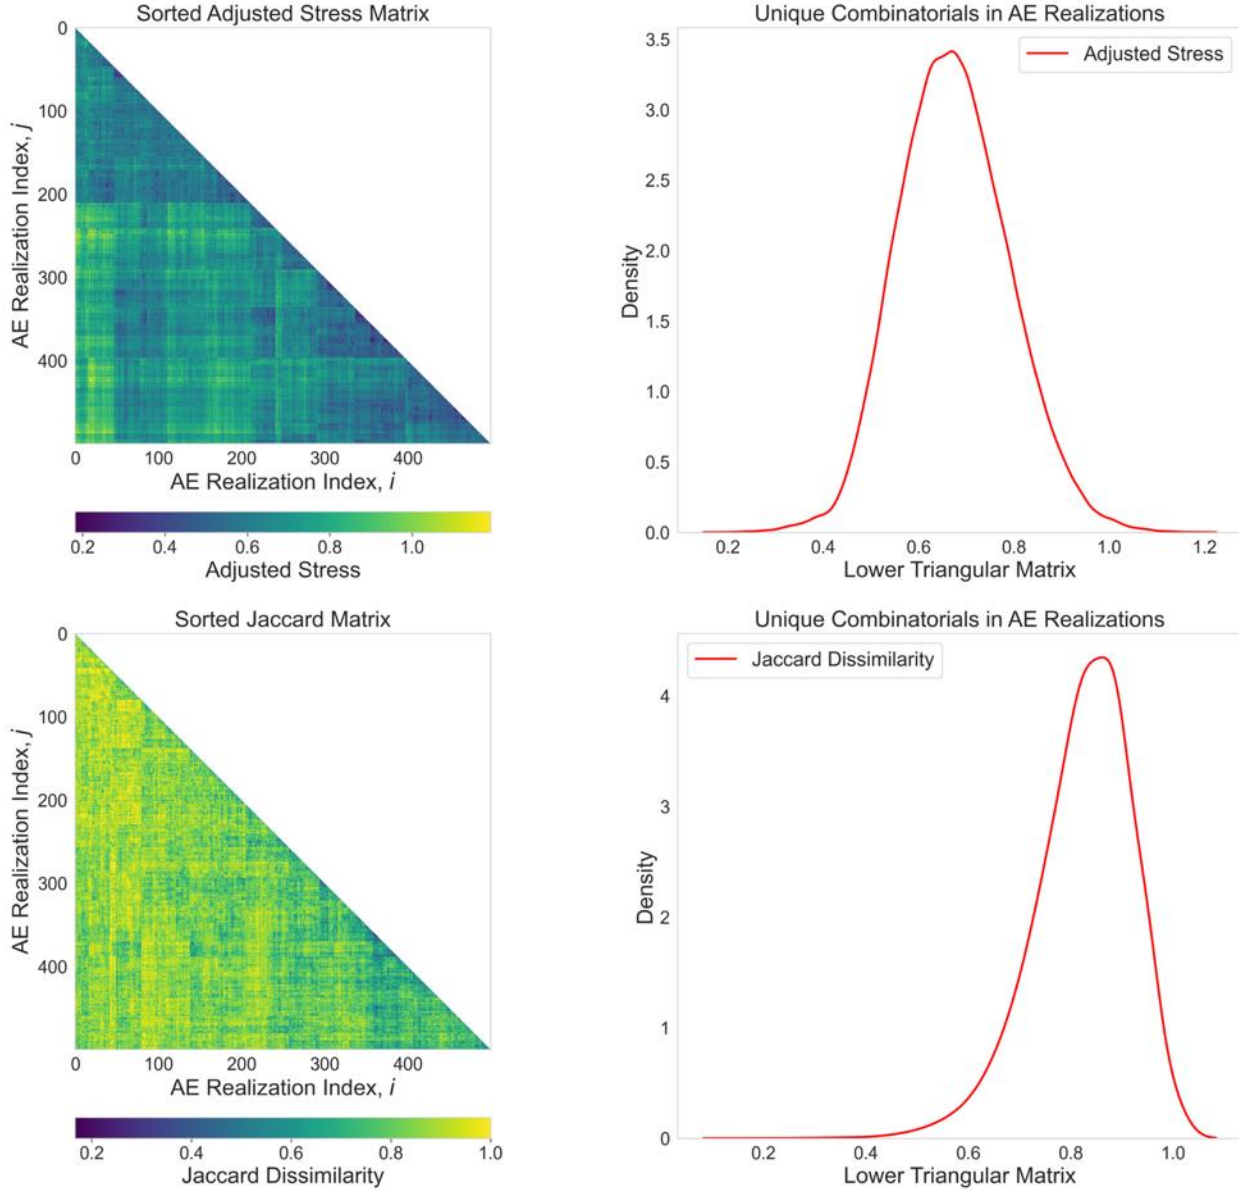 Sorted Adjusted Stress Matrix
0
100
200
300
400
AE Realization Index, j
0 100 200 300 400
AE Realization Index, i
0.2 0.4 0.6 0.8 1.0
Adjusted Stress
Unique Combinatorials in AE Realizations
Adjusted Stress
3.5
3.0
2.5
2.0
1.5
1.0
0.5
0.0
Density
0.2 0.4 0.6 0.8 1.0 1.2
Lower Triangular Matrix
Sorted Jaccard Matrix
0
100
200
300
400
AE Realization Index, j
0 100 200 300 400
AE Realization Index, i
0.2 0.4 0.6 0.8 1.0
Jaccard Dissimilarity
Unique Combinatorials in AE Realizations
Jaccard Dissimilarity
4
3
2
1
0
Density
0.2 0.4 0.6 0.8 1.0
Lower Triangular Matrix